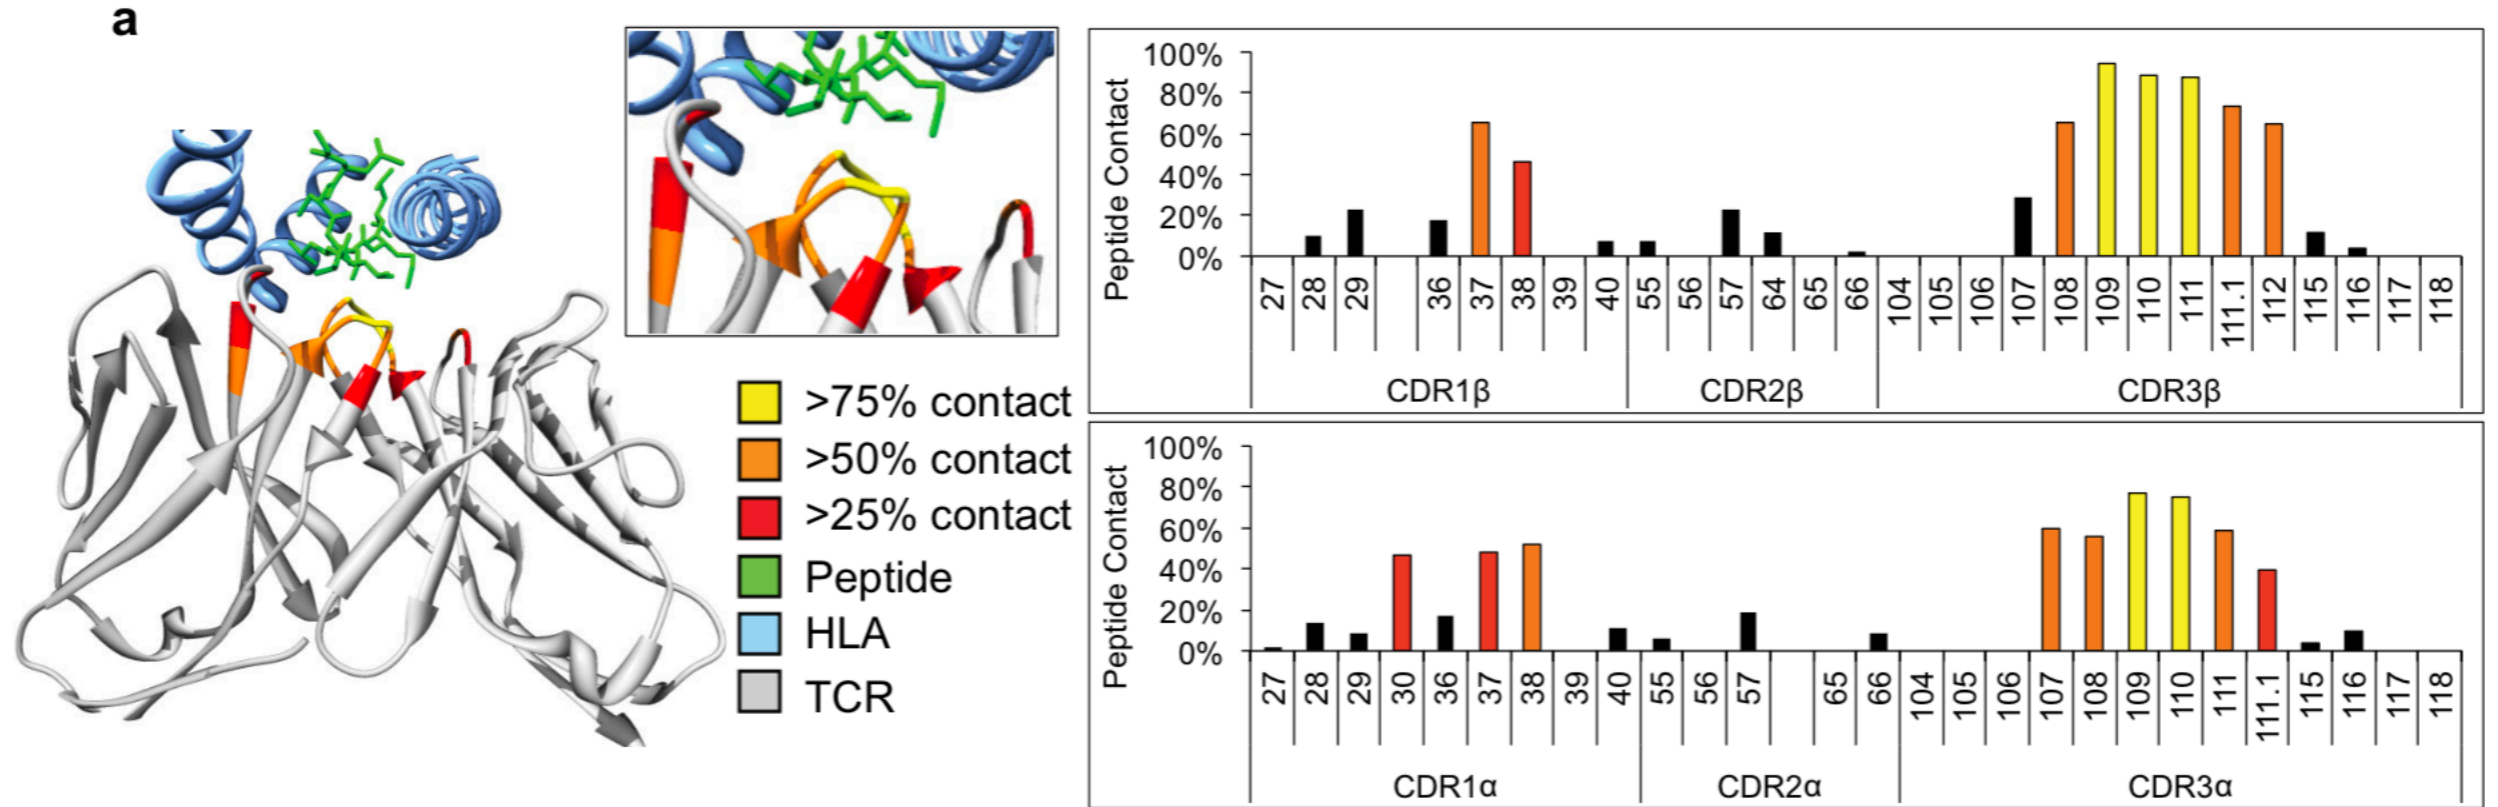 a
>75% contact
>50% contact
>25% contact
Peptide
HLA
TCR
Peptide Contact
100%
80%
60%
40%
20%
0%
27 28 29 36 37 38 39 40 55 56 57 64 65 66 104 105 106 107 108 109 110 111 111.1 112 115 116 117 118
CDR1β CDR2β CDR3β
Peptide Contact
100%
80%
60%
40%
20%
0%
27 28 29 30 36 37 38 39 40 55 56 57 65 66 104 105 106 107 108 109 110 111 111.1 115 116 117 118
CDR1α CDR2α CDR3α